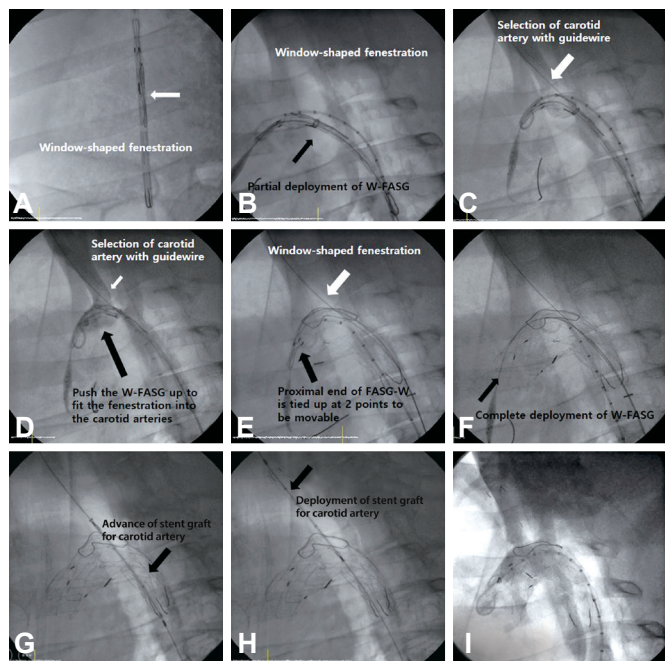 Window-shaped fenestration
A
Window-shaped fenestration
Partial deployment of W-FASG
B
Selection of carotid
artery with guidewire
C
Selection of carotid
artery with guidewire
Push the W-FASG up to
fit the fenestration into
the carotid arteries
D
Window-shaped fenestration
Proximal end of FASG-W
is tied up at 2 points to
be movable
E
Complete deployment of W-FASG
F
Advance of stent graft
for carotid artery
G
Deployment of stent graft
for carotid artery
H
I